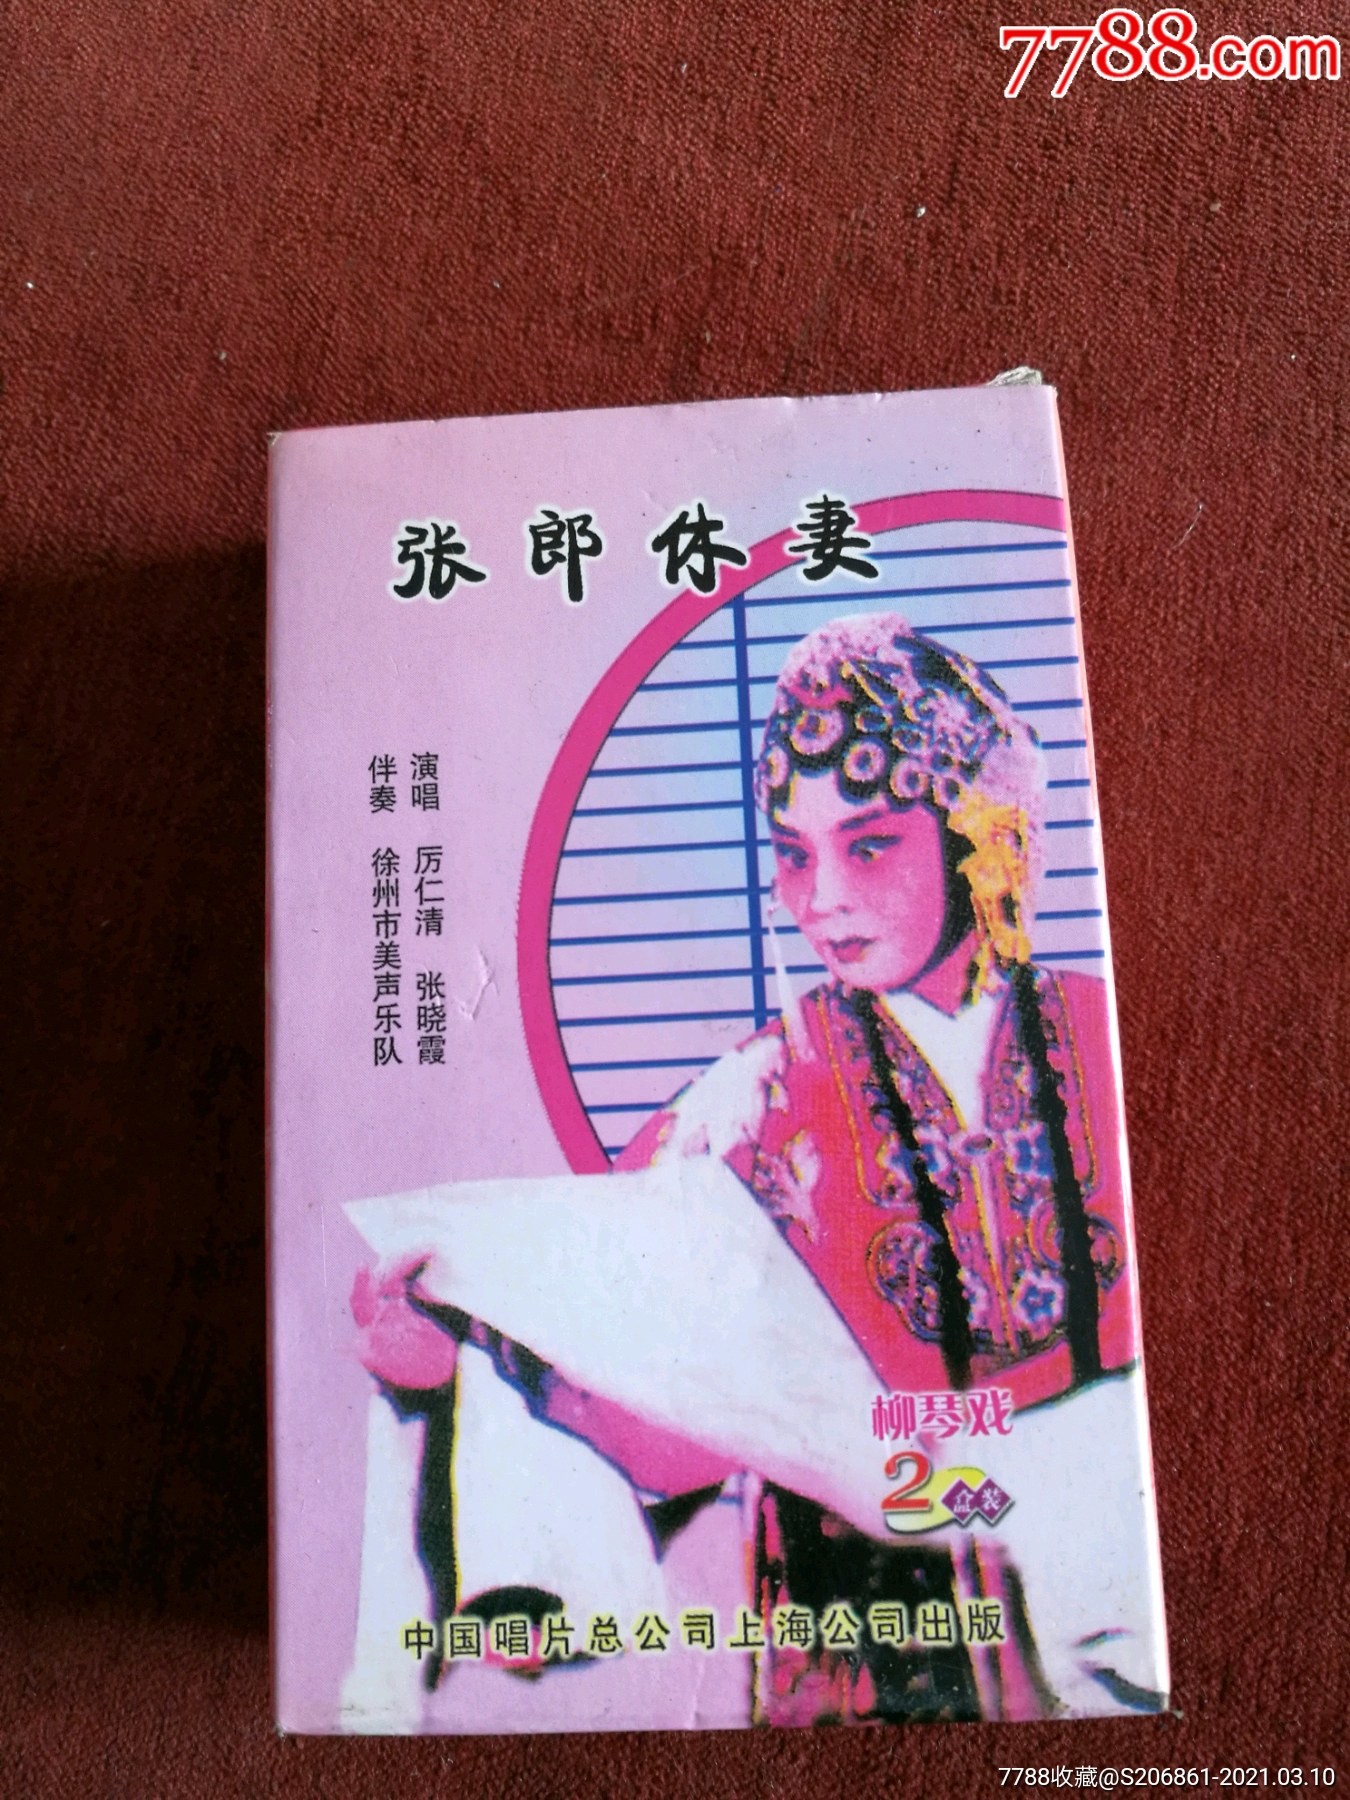 7788.com
张郎休妻
演唱 厉仁清 张晓霞
伴奏 徐州市美声乐队
柳琴戏
2盒装
中国唱片总公司上海公司出版
7788收藏@S206861-2021.03.10